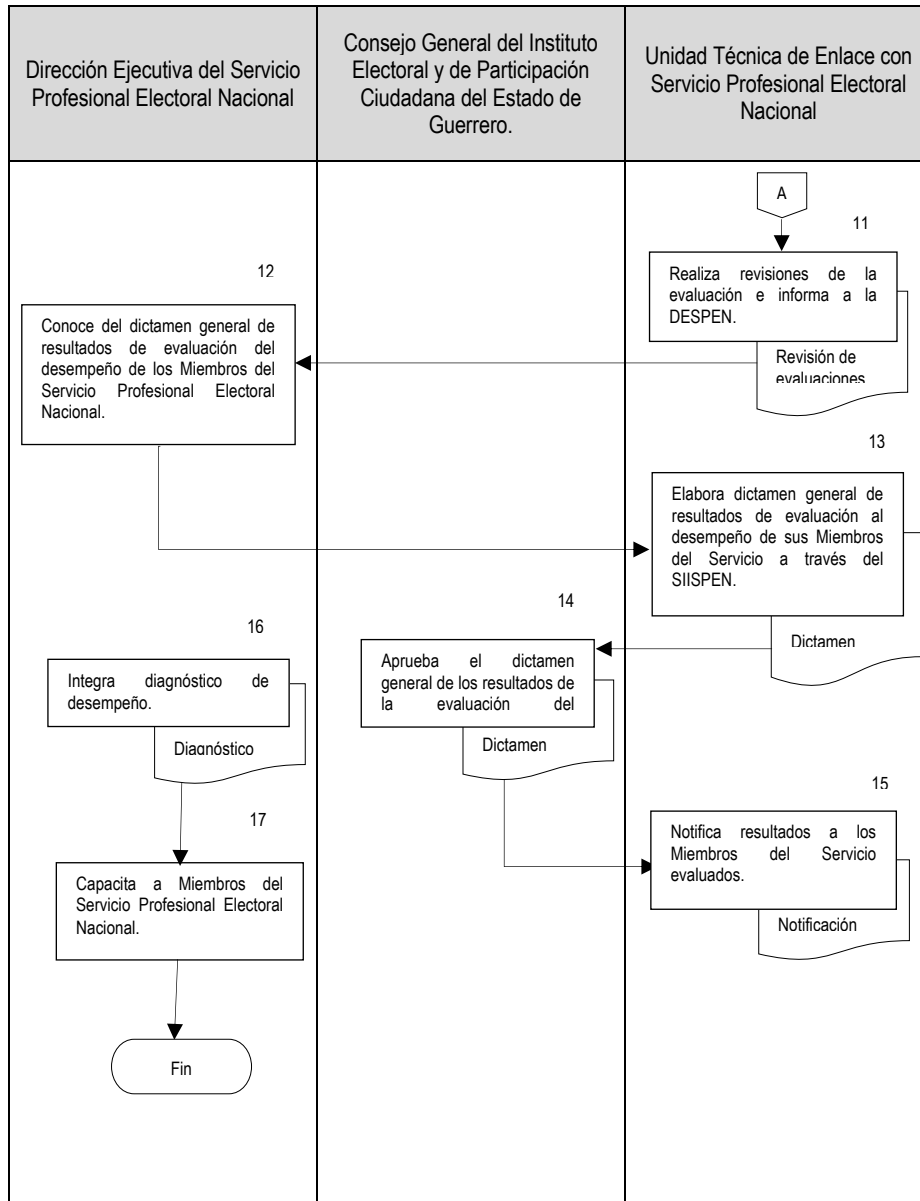 Dirección Ejecutiva del Servicio
Profesional Electoral Nacional
Consejo General del Instituto
Electoral y de Participación
Ciudadana del Estado de
Guerrero.
Unidad Técnica de Enlace con
Servicio Profesional Electoral
Nacional
A
11
Realiza revisiones de la
evaluación e informa a la
DESPEN.
Revisión de
evaluaciones
12
Conoce del dictamen general de
resultados de evaluación del
desempeño de los Miembros del
Servicio Profesional Electoral
Nacional.
13
Elabora dictamen general de
resultados de evaluación al
desempeño de sus Miembros
del Servicio a través del
SIISPEN.
Dictamen
14
Aprueba el dictamen
general de los resultados de
la evaluación del
Dictamen
15
Notifica resultados a los
Miembros del Servicio
evaluados.
Notificación
16
Integra diagnóstico de
desempeño.
Diagnóstico
17
Capacita a Miembros del
Servicio Profesional Electoral
Nacional.
Fin